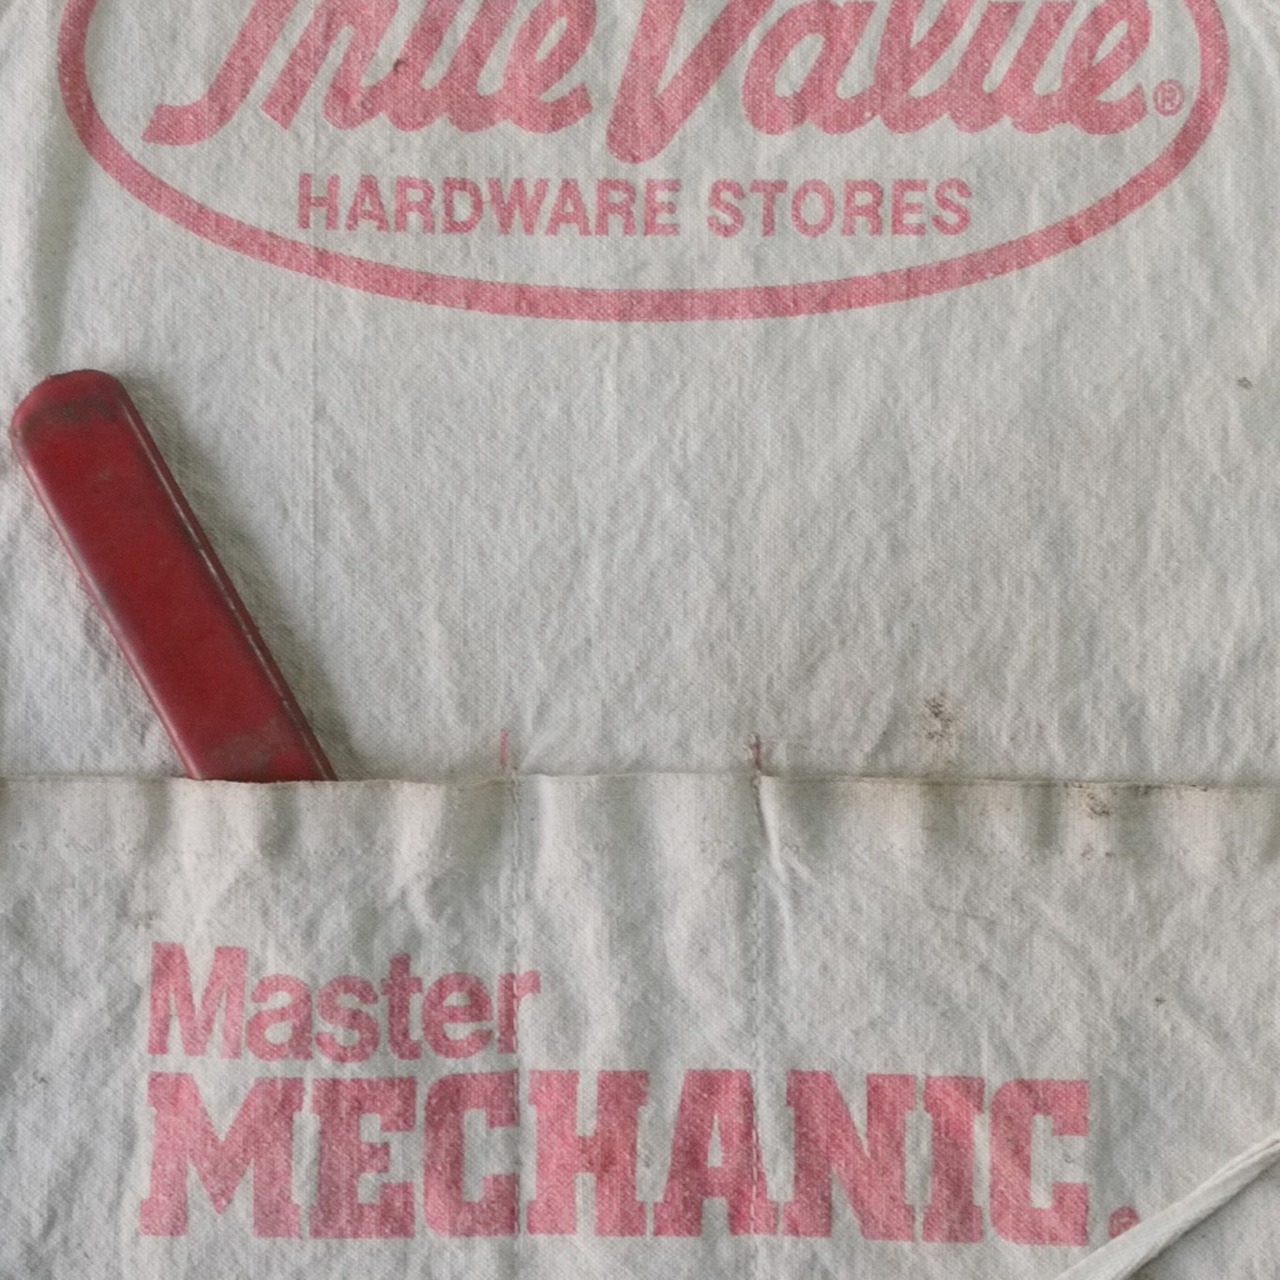 True Value®
HARDWARE STORES
Master
MECHANIC®